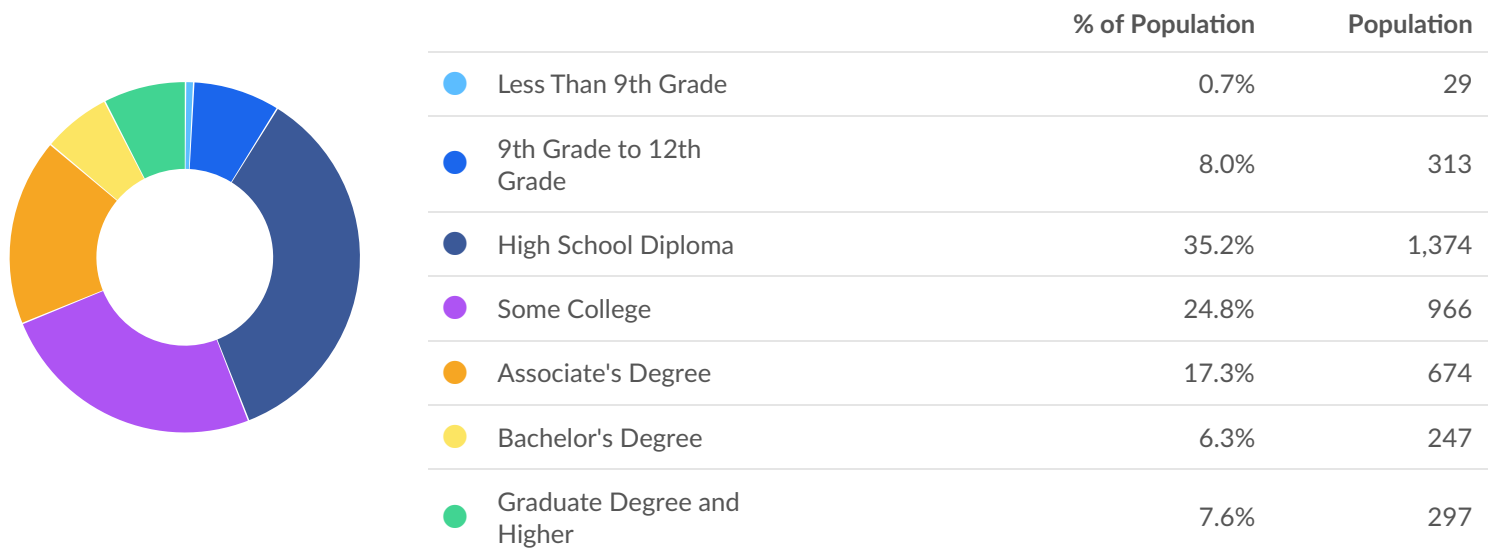 % of Population Population
Less Than 9th Grade 0.7% 29
9th Grade to 12th
Grade 8.0% 313
High School Diploma 35.2% 1,374
Some College 24.8% 966
Associate's Degree 17.3% 674
Bachelor's Degree 6.3% 247
Graduate Degree and
Higher 7.6% 297